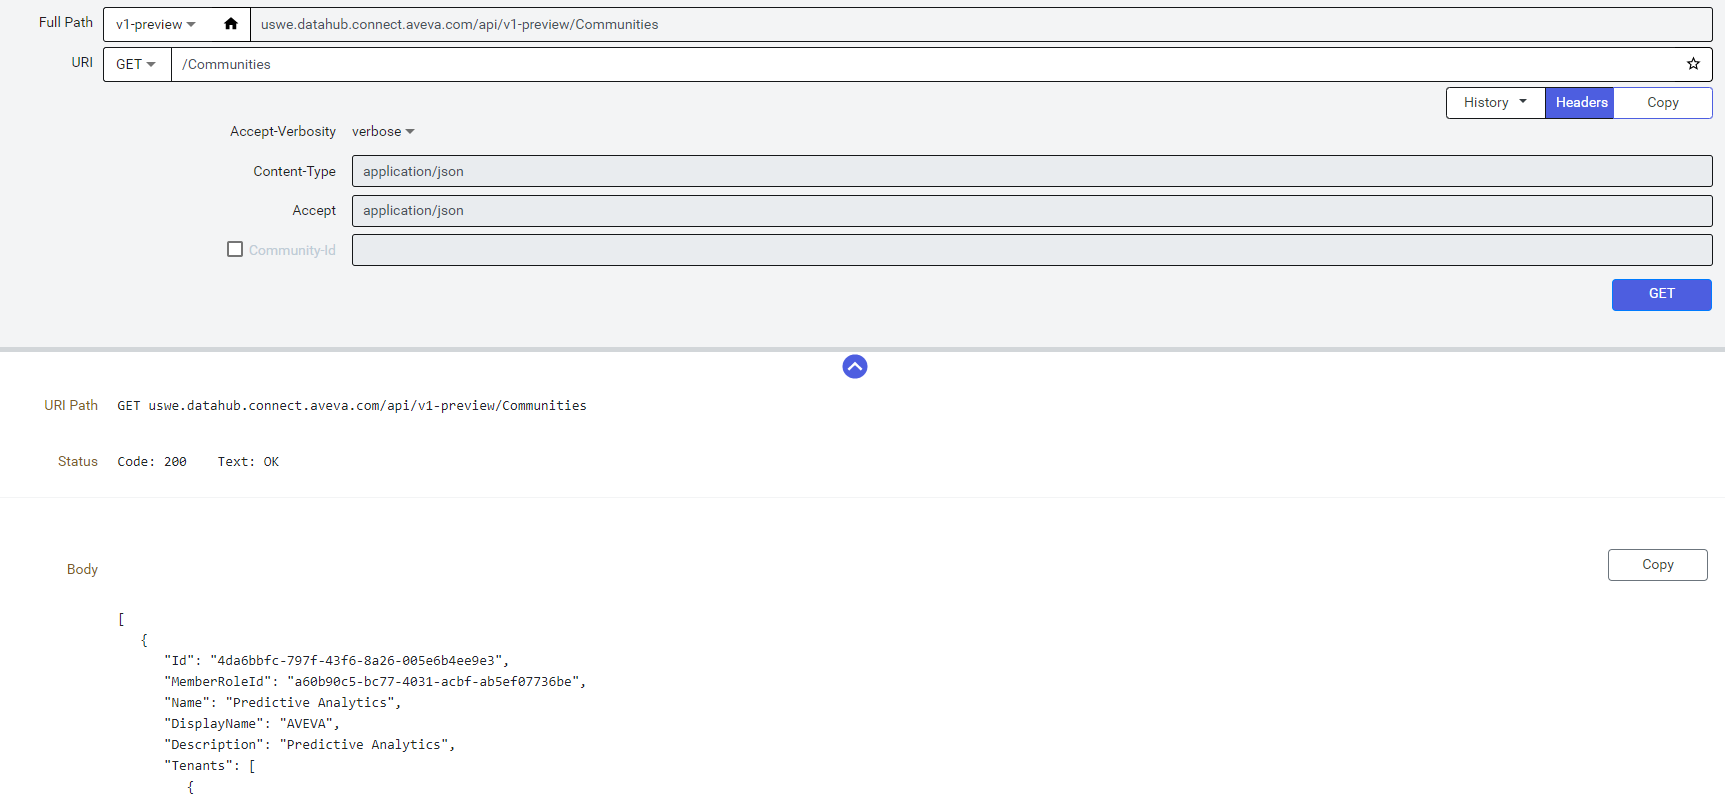 Full Path v1-preview uswe.datahub.connect.aveva.com/api/v1-preview/Communities
URI GET /Communities
History Headers Copy
Accept-Verbosity verbose
Content-Type application/json
Accept application/json
Community-Id
GET
URI Path GET uswe.datahub.connect.aveva.com/api/v1-preview/Communities
Status Code: 200 Text: OK
Body Copy
[
{
"Id": "4da6bbfc-797f-43f6-8a26-005e6b4ee9e3",
"MemberRoleId": "a60b90c5-bc77-4031-acbf-ab5ef07736be",
"Name": "Predictive Analytics",
"DisplayName": "AVEVA",
"Description": "Predictive Analytics",
"Tenants": [
{